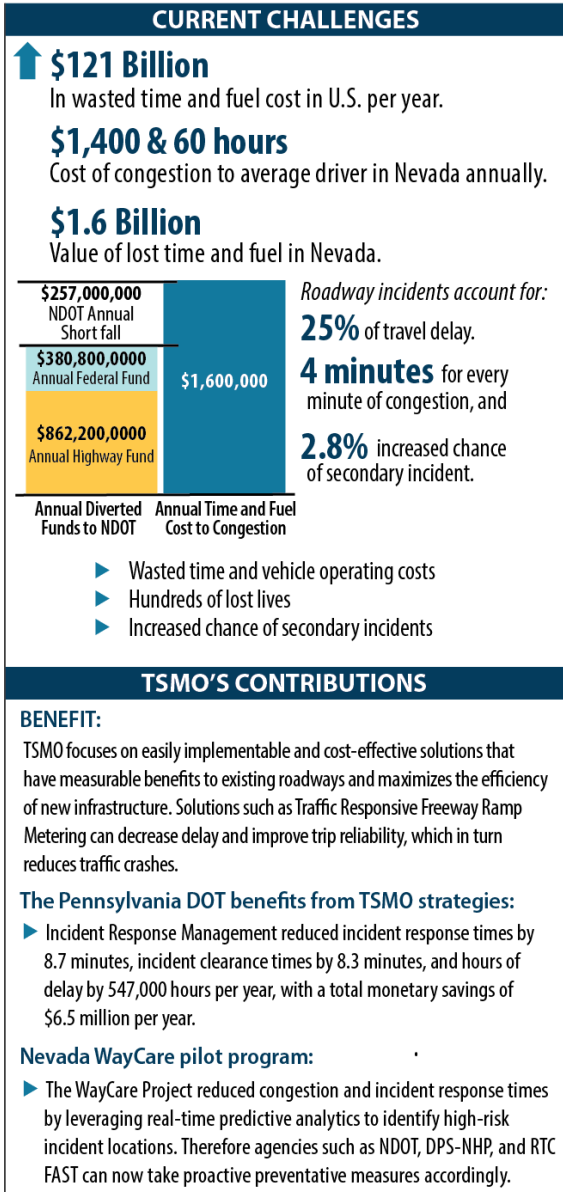 CURRENT CHALLENGES
$121 Billion
In wasted time and fuel cost in U.S. per year.
$1,400 & 60 hours
Cost of congestion to average driver in Nevada annually.
$1.6 Billion
Value of lost time and fuel in Nevada.
$257,000,000
NDOT Annual
Short fall
$380,800,0000
Annual Federal Fund
$862,200,0000
Annual Highway Fund
$1,600,000
Annual Diverted
Funds to NDOT
Annual Time and Fuel
Cost to Congestion
Roadway incidents account for:
25% of travel delay.
4 minutes for every
minute of congestion, and
2.8% increased chance
of secondary incident.
Wasted time and vehicle operating costs
Hundreds of lost lives
Increased chance of secondary incidents
TSMO'S CONTRIBUTIONS
BENEFIT:
TSMO focuses on easily implementable and cost-effective solutions that
have measurable benefits to existing roadways and maximizes the efficiency
of new infrastructure. Solutions such as Traffic Responsive Freeway Ramp
Metering can decrease delay and improve trip reliability, which in turn
reduces traffic crashes.
The Pennsylvania DOT benefits from TSMO strategies:
Incident Response Management reduced incident response times by
8.7 minutes, incident clearance times by 8.3 minutes, and hours of
delay by 547,000 hours per year, with a total monetary savings of
$6.5 million per year.
Nevada WayCare pilot program:
The WayCare Project reduced congestion and incident response times
by leveraging real-time predictive analytics to identify high-risk
incident locations. Therefore agencies such as NDOT, DPS-NHP, and RTC
FAST can now take proactive preventative measures accordingly.